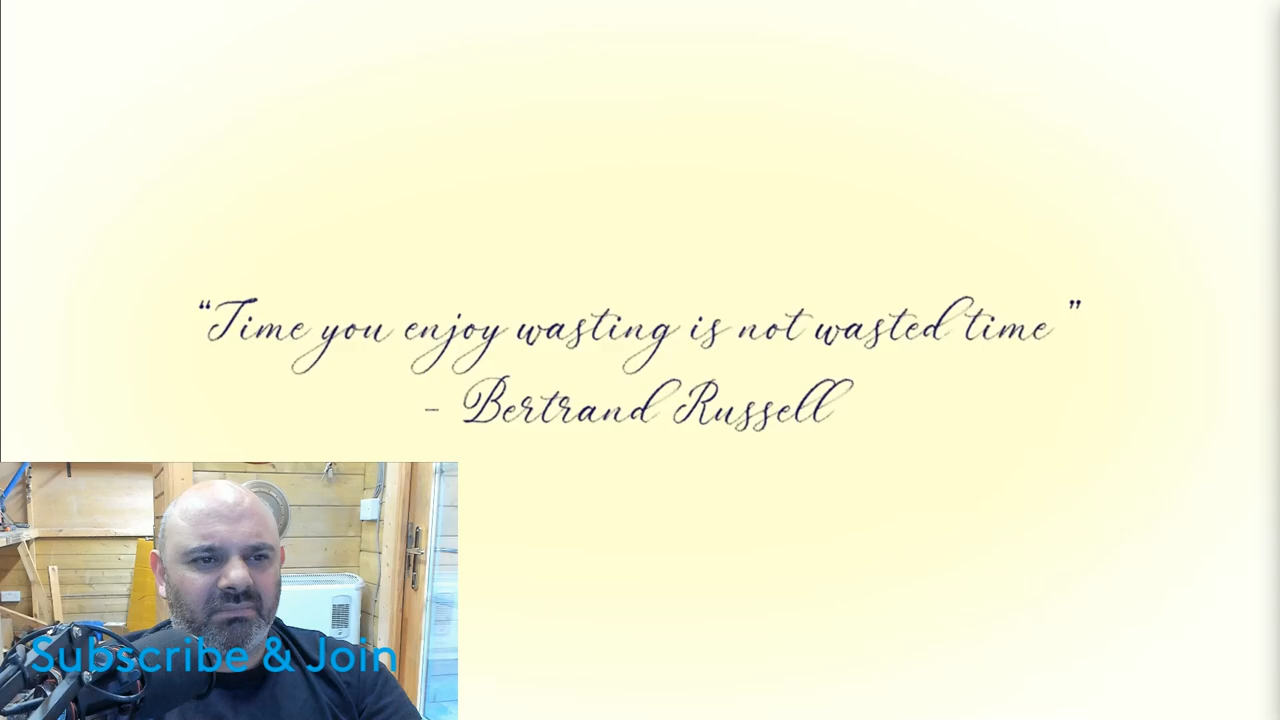 “Time you enjoy wasting is not wasted time ”
- Bertrand Russell
Subscribe & Join